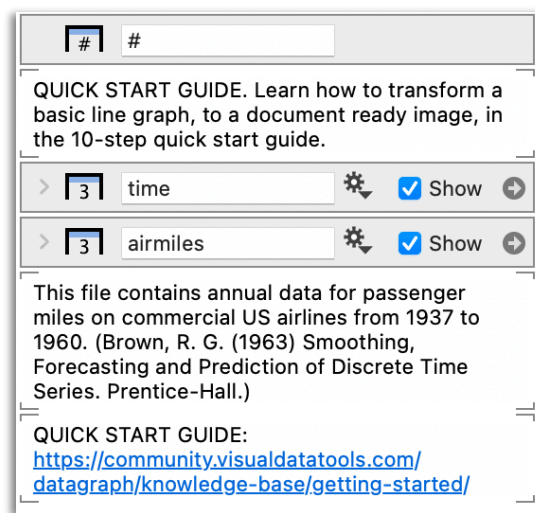 # #
QUICK START GUIDE. Learn how to transform a
basic line graph, to a document ready image, in
the 10-step quick start guide.
3 time Show
3 airmiles Show
This file contains annual data for passenger
miles on commercial US airlines from 1937 to
1960. (Brown, R. G. (1963) Smoothing,
Forecasting and Prediction of Discrete Time
Series. Prentice-Hall.)
QUICK START GUIDE:
https://community.visualdatatools.com/
datagraph/knowledge-base/getting-started/